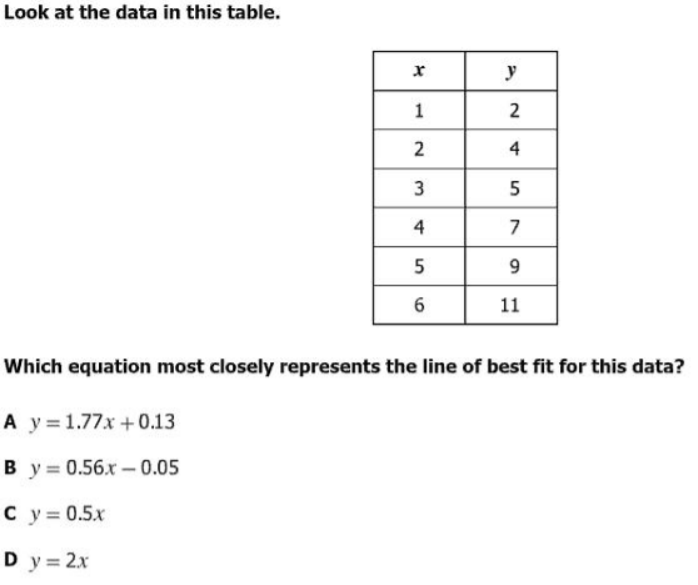 Look at the data in this table.
x y
1 2
2 4
3 5
4 7
5 9
6 11
Which equation most closely represents the line of best fit for this data?
A y = 1.77x + 0.13
B y = 0.56x – 0.05
C y = 0.5x
D y = 2x